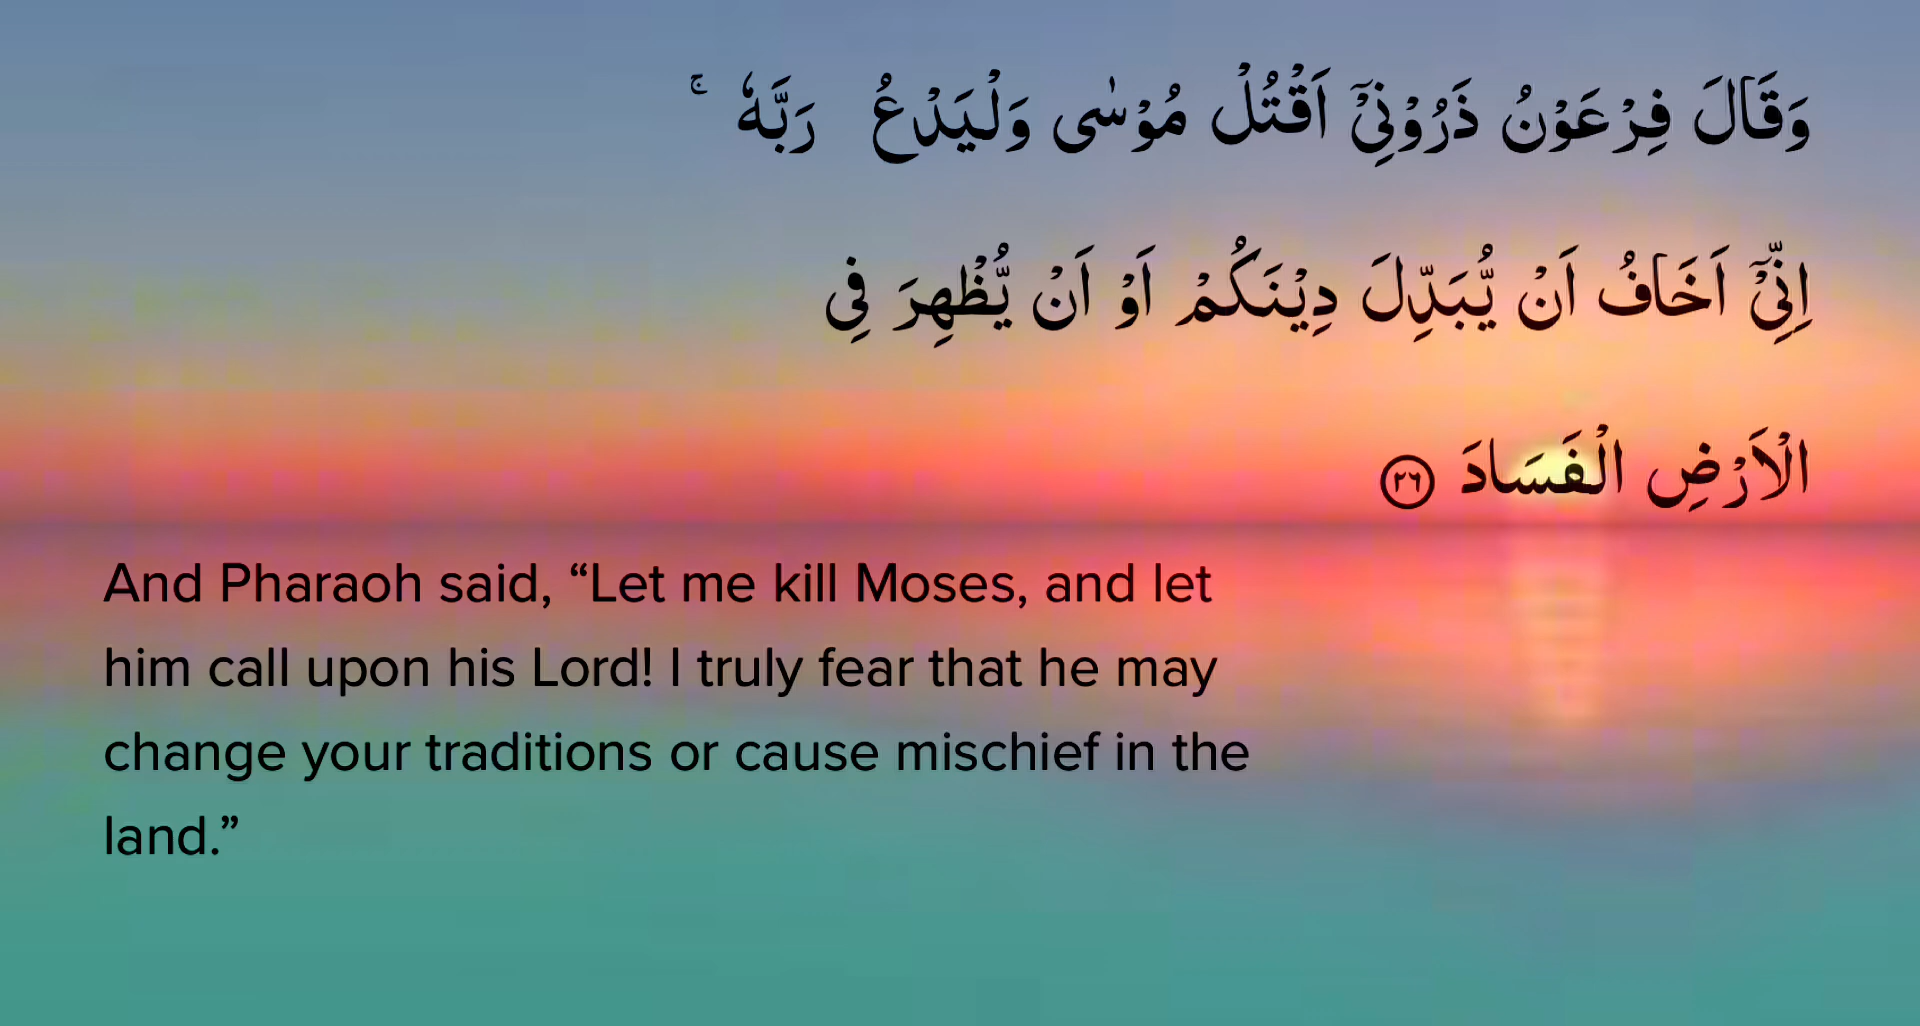 وَقَالَ فِرْعَوْنُ ذَرُوْنِیْۤ اَقْتُلْ مُوْسٰی وَلْیَدْعُ رَبَّهٗ ۚ
اِنِّیْۤ اَخَافُ اَنْ یُّبَدِّلَ دِیْنَكُمْ اَوْ اَنْ یُّظْهِرَ فِی
الْاَرْضِ الْفَسَادَ ۟۲۶
And Pharaoh said, “Let me kill Moses, and let
him call upon his Lord! I truly fear that he may
change your traditions or cause mischief in the
land.”